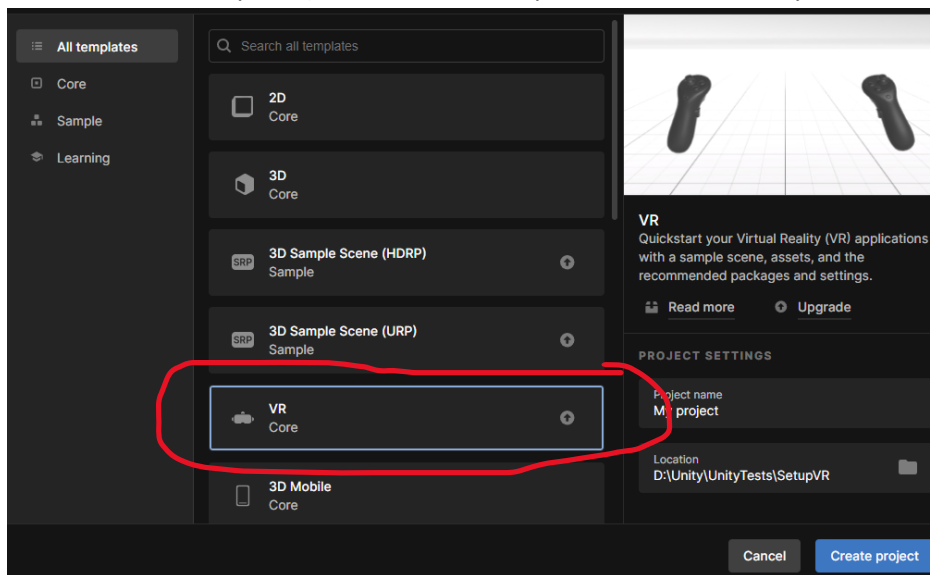 All templates
Core
Sample
Learning
Search all templates
2D
Core
3D
Core
SRP
3D Sample Scene (HDRP)
Sample
SRP
3D Sample Scene (URP)
Sample
VR
Core
3D Mobile
Core
VR
Quickstart your Virtual Reality (VR) applications
with a sample scene, assets, and the
recommended packages and settings.
Read more Upgrade
PROJECT SETTINGS
Project name
My project
Location
D:\Unity\UnityTests\SetupVR
Cancel Create project